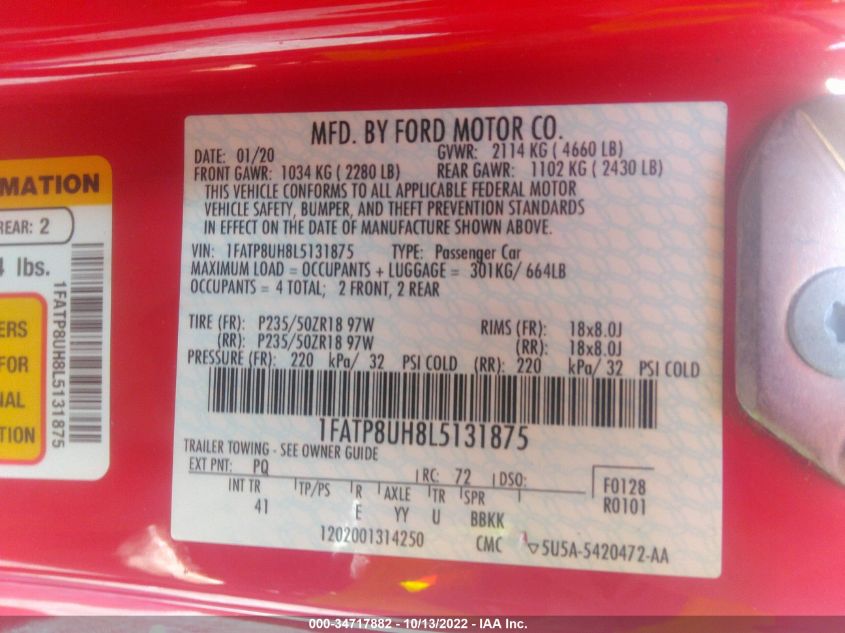 MFD. BY FORD MOTOR CO.
DATE: 01/20 GVWR: 2114 KG ( 4660 LB)
FRONT GAWR: 1034 KG ( 2280 LB) REAR GAWR: 1102 KG ( 2430 LB)
THIS VEHICLE CONFORMS TO ALL APPLICABLE FEDERAL MOTOR
VEHICLE SAFETY, BUMPER, AND THEFT PREVENTION STANDARDS
IN EFFECT ON THE DATE OF MANUFACTURE SHOWN ABOVE.
VIN: 1FATP8UH8L5131875 TYPE: Passenger Car
MAXIMUM LOAD = OCCUPANTS + LUGGAGE = 301KG/ 664LB
OCCUPANTS = 4 TOTAL; 2 FRONT, 2 REAR
TIRE (FR): P235/50ZR18 97W RIMS (FR): 18x8.0J
(RR): P235/50ZR18 97W (RR): 18x8.0J
PRESSURE (FR): 220 kPa/ 32 PSI COLD (RR): 220 kPa/ 32 PSI COLD
1FATP8UH8L5131875
TRAILER TOWING - SEE OWNER GUIDE
EXT PNT: PQ RC: 72 DSO:
INT TR TP/PS R AXLE TR SPR
41 E YY U BBKK
F0128
R0101
1202001314250 CMC 5U5A-5420472-AA
RMATION
REAR: 2
4 lbs.
ERS
FOR
NAL
TION
1FATP8UH8L5131875
000-34717882 - 10/13/2022 - IAA Inc.